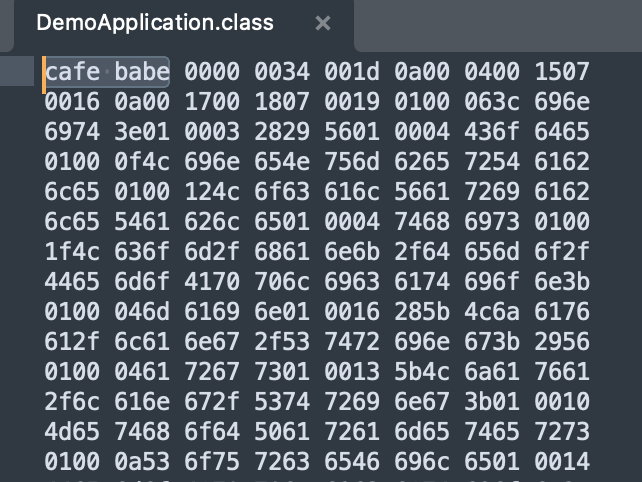 DemoApplication.class ×
cafe babe 0000 0034 001d 0a00 0400 1507
0016 0a00 1700 1807 0019 0100 063c 696e
6974 3e01 0003 2829 5601 0004 436f 6465
0100 0f4c 696e 654e 756d 6265 7254 6162
6c65 0100 124c 6f63 616c 5661 7269 6162
6c65 5461 626c 6501 0004 7468 6973 0100
1f4c 636f 6d2f 6861 6e6b 2f64 656d 6f2f
4465 6d6f 4170 706c 6963 6174 696f 6e3b
0100 046d 6169 6e01 0016 285b 4c6a 6176
612f 6c61 6e67 2f53 7472 696e 673b 2956
0100 0461 7267 7301 0013 5b4c 6a61 7661
2f6c 616e 672f 5374 7269 6e67 3b01 0010
4d65 7468 6f64 5061 7261 6d65 7465 7273
0100 0a53 6f75 7263 6546 696c 6501 0014